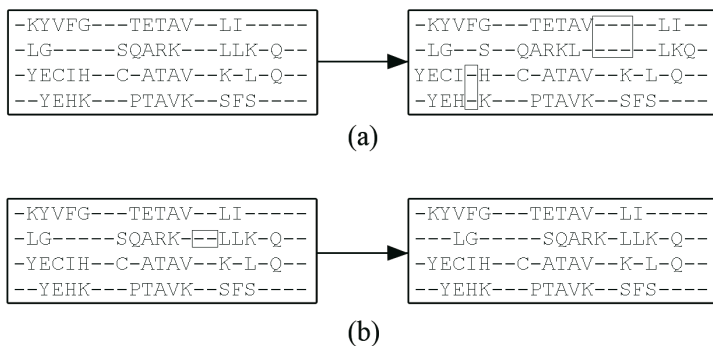 -KYVFG---TETAV--LI-----
-LG-----SQARK---LLK-Q--
-YECIH--C-ATAV--K-L-Q--
--YEHK---PTAVK--SFS----
-KYVFG---TETAV-----LI--
-LG--S--QARKL------LKQ-
YECI-H--C-ATAV--K-L-Q--
-YEH-K---PTAVK--SFS----
(a)
-KYVFG---TETAV--LI-----
-LG-----SQARK---LLK-Q--
-YECIH--C-ATAV--K-L-Q--
--YEHK---PTAVK--SFS----
-KYVFG---TETAV--LI-----
---LG-----SQARK-LLK-Q--
-YECIH--C-ATAV--K-L-Q--
--YEHK---PTAVK--SFS----
(b)